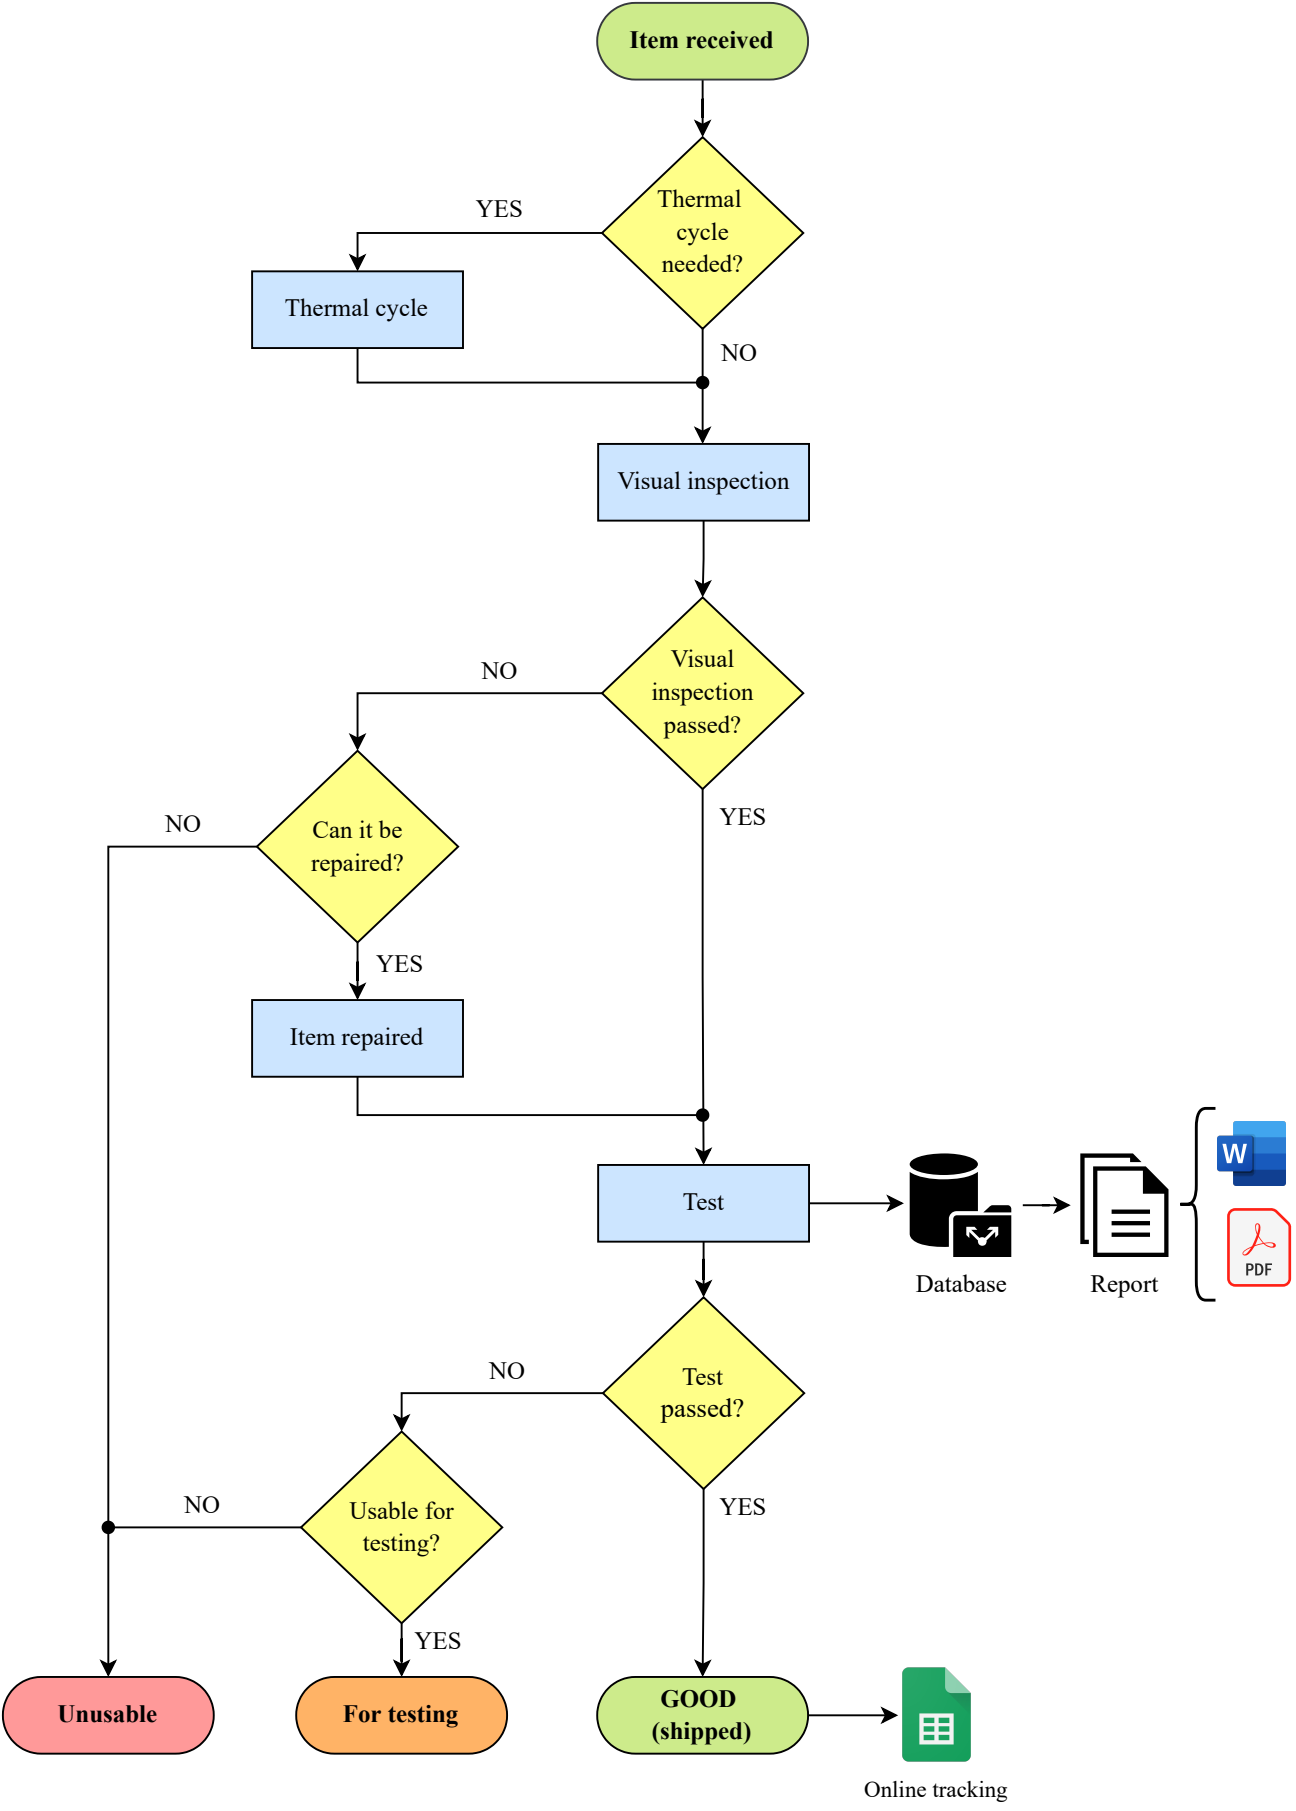 Item received
Thermal
cycle
needed?
YES
Thermal cycle
NO
Visual inspection
Visual
inspection
passed?
NO
YES
Can it be
repaired?
NO
YES
Item repaired
Test
Database
Report
W
PDF
Test
passed?
NO
YES
Usable for
testing?
NO
YES
Unusable
For testing
GOOD
(shipped)
Online tracking